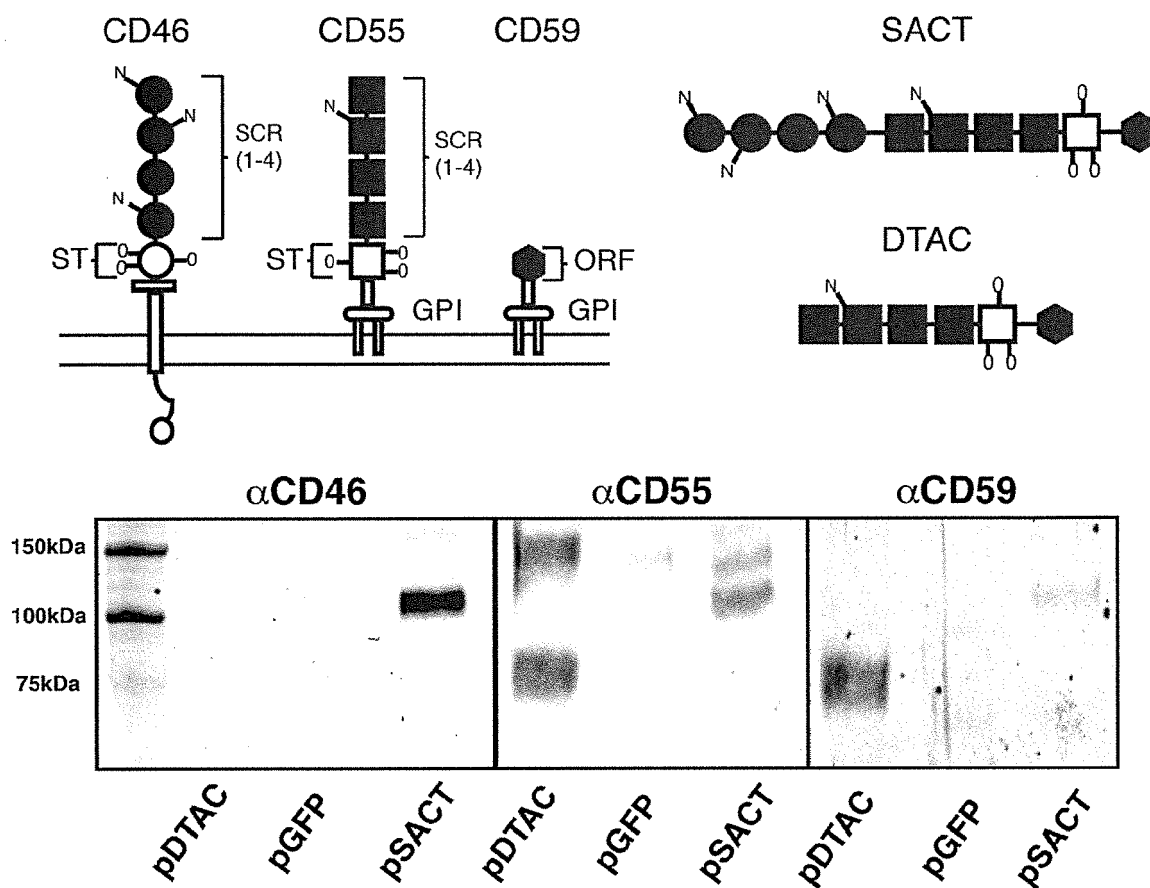 CD46 CD55 CD59 SACT
N N N N N
N N
SCR (1-4) SCR (1-4)
N N
O
ST O O O ST O O O ORF
O O
GPI GPI
DTAC
N O
O O
αCD46 αCD55 αCD59
150kDa
100kDa
75kDa
pDTAC pGFP pSACT pDTAC pGFP pSACT pDTAC pGFP pSACT